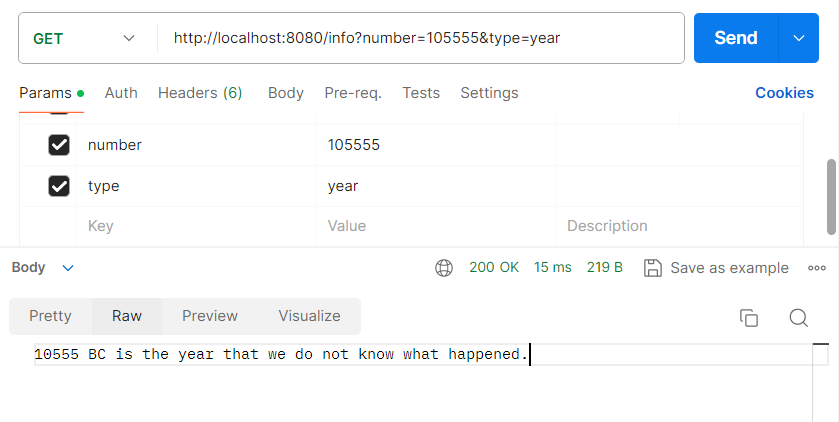 GET http://localhost:8080/info?number=105555&type=year Send
Params Auth Headers (6) Body Pre-req. Tests Settings Cookies
number 105555
type year
Key Value Description
Body 200 OK 15 ms 219 B Save as example
Pretty Raw Preview Visualize
10555 BC is the year that we do not know what happened.